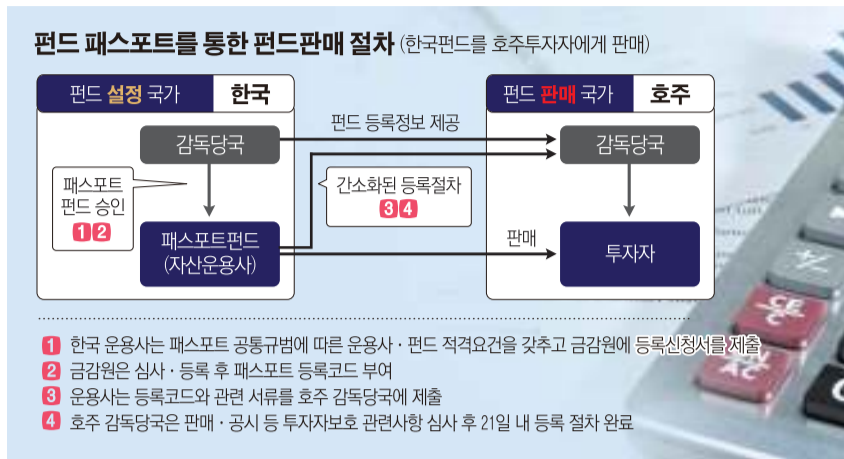 펀드 패스포트를 통한 펀드판매 절차 (한국펀드를 호주투자자에게 판매)
펀드 설정 국가 한국
펀드 판매 국가 호주
펀드 등록정보 제공
감독당국
감독당국
패스포트
펀드 승인
1 2
간소화된 등록절차
3 4
패스포트펀드
(자산운용사)
판매
투자자
1 한국 운용사는 패스포트 공통규범에 따른 운용사 · 펀드 적격요건을 갖추고 금감원에 등록신청서를 제출
2 금감원은 심사 · 등록 후 패스포트 등록코드 부여
3 운용사는 등록코드와 관련 서류를 호주 감독당국에 제출
4 호주 감독당국은 판매 · 공시 등 투자자보호 관련사항 심사 후 21일 내 등록 절차 완료
CE
C
AC